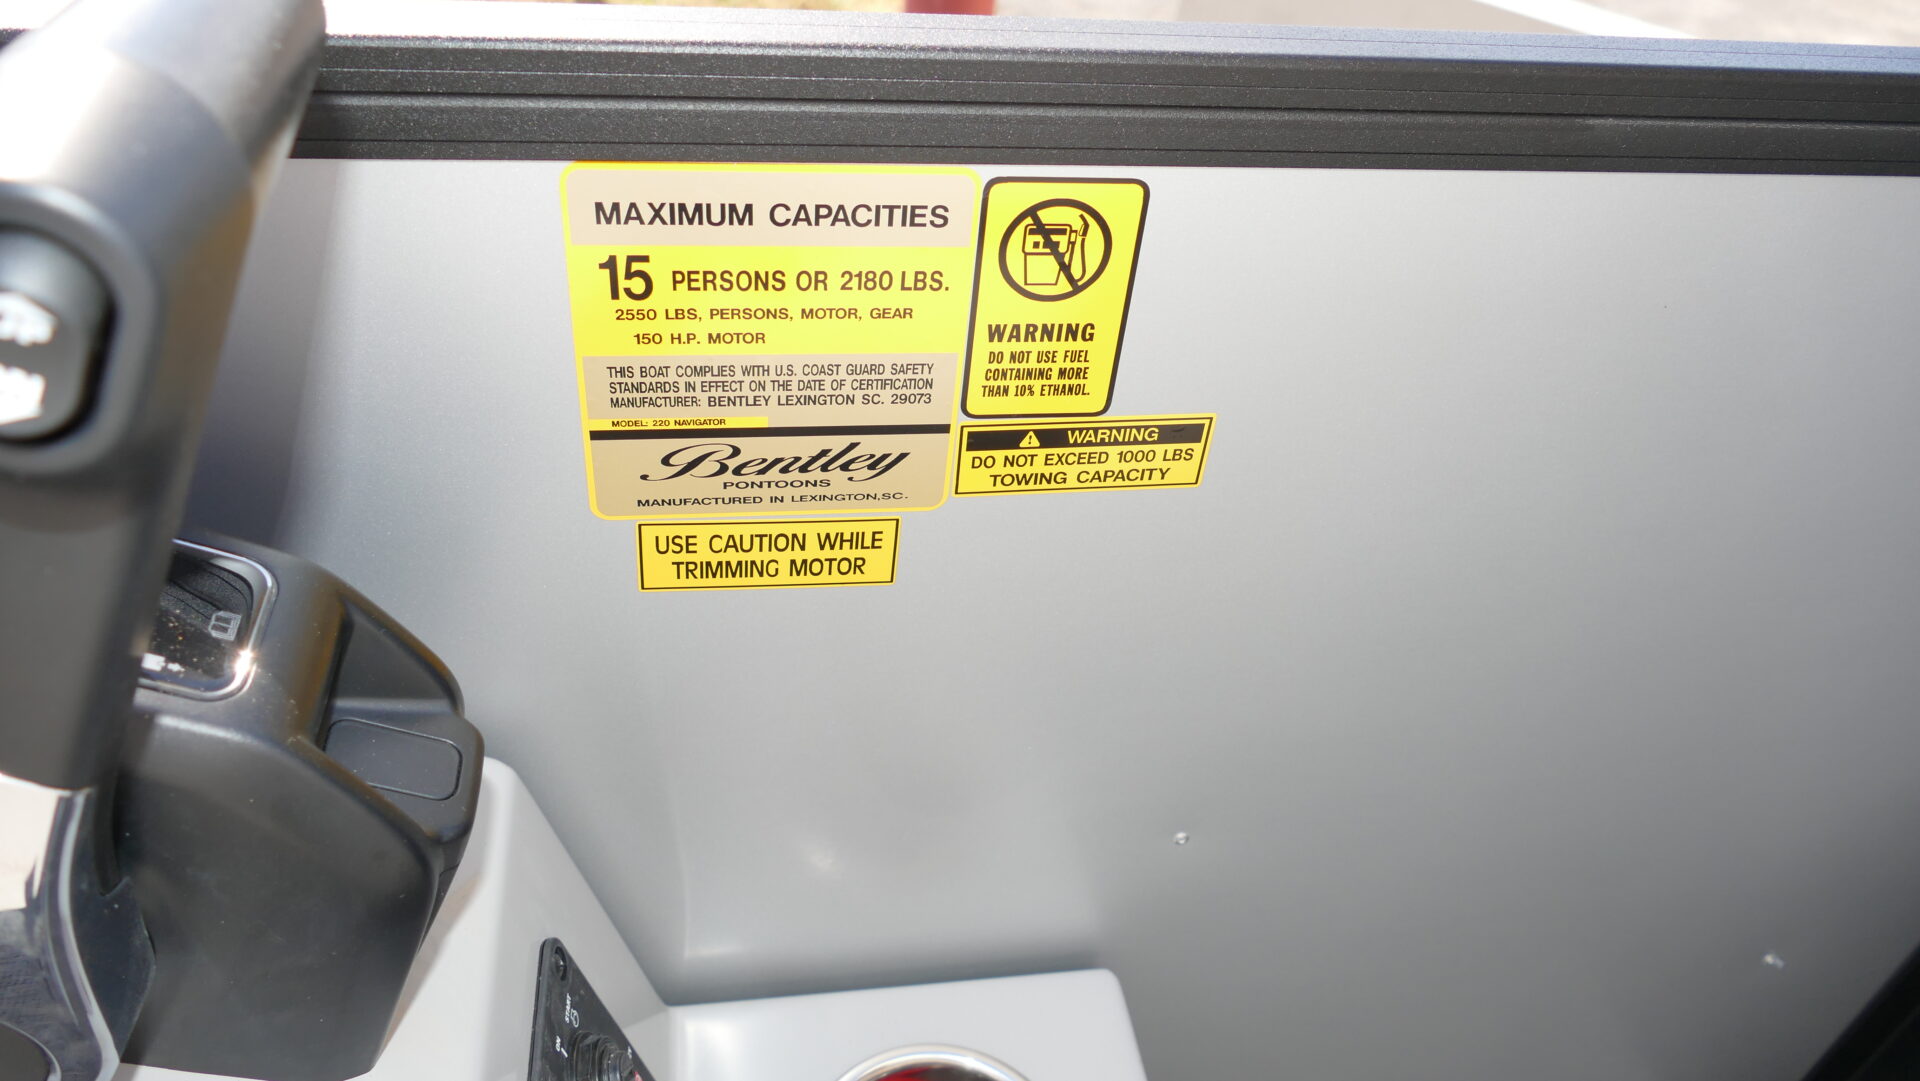 MAXIMUM CAPACITIES
15 PERSONS OR 2180 LBS.
2550 LBS, PERSONS, MOTOR, GEAR
150 H.P. MOTOR
THIS BOAT COMPLIES WITH U.S. COAST GUARD SAFETY
STANDARDS IN EFFECT ON THE DATE OF CERTIFICATION
MANUFACTURER: BENTLEY LEXINGTON SC. 29073
MODEL: 220 NAVIGATOR
Bentley
PONTOONS
MANUFACTURED IN LEXINGTON,SC.
WARNING
DO NOT USE FUEL
CONTAINING MORE
THAN 10% ETHANOL.
WARNING
DO NOT EXCEED 1000 LBS
TOWING CAPACITY
USE CAUTION WHILE
TRIMMING MOTOR
START
ON